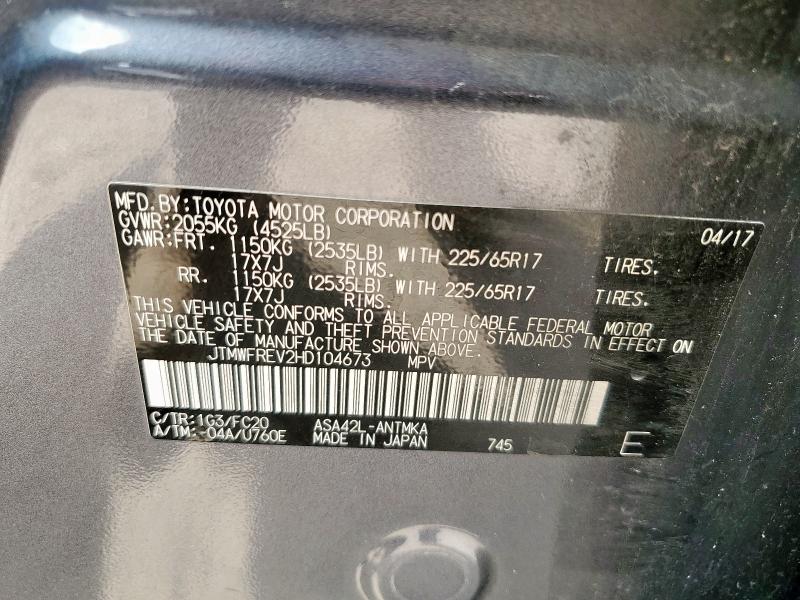 MFD.BY:TOYOTA MOTOR CORPORATION 04/17
GVWR:2055KG (4525LB)
GAWR:FRT. 1150KG (2535LB) WITH 225/65R17 TIRES.
17X7J RIMS.
RR. 1150KG (2535LB) WITH 225/65R17 TIRES.
17X7J RIMS.
THIS VEHICLE CONFORMS TO ALL APPLICABLE FEDERAL MOTOR
VEHICLE SAFETY AND THEFT PREVENTION STANDARDS IN EFFECT ON
THE DATE OF MANUFACTURE SHOWN ABOVE.
JTMWFREV2HD104673 MPV
C/TR:1G3/FC20 ASA42L-ANTMKA
A/TM:-04A/U760E MADE IN JAPAN 745 E